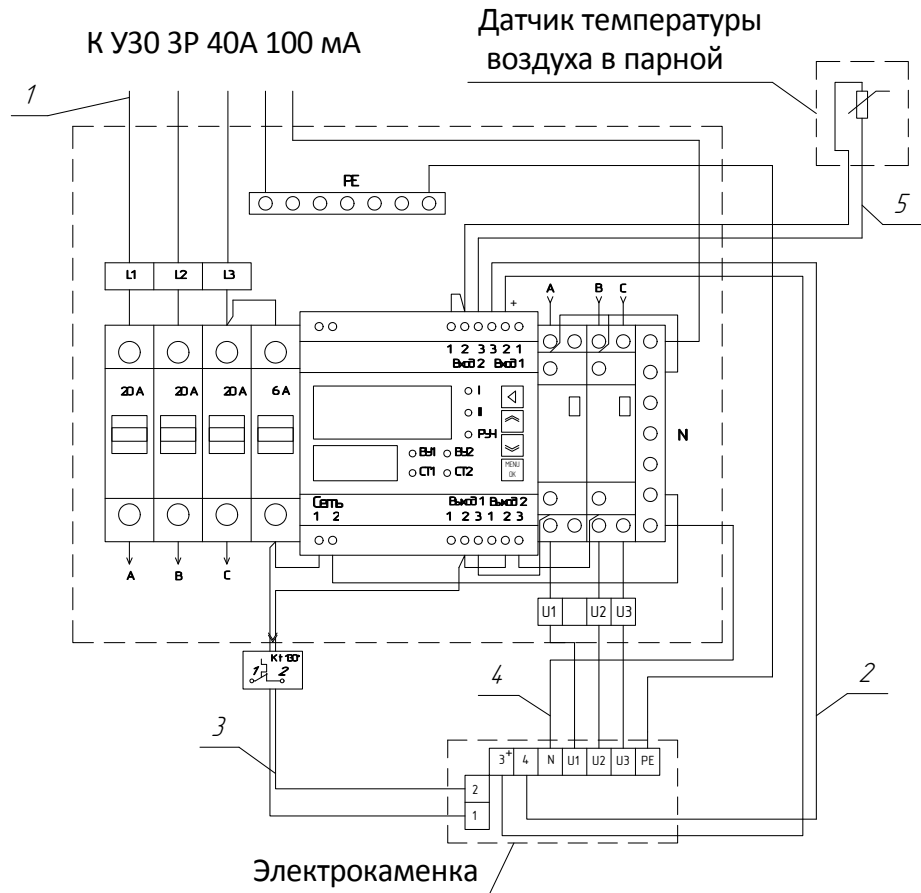 К УЗО 3Р 40А 100 мА
Датчик температуры
воздуха в парной
1
5
PE
L1 L2 L3
A B C
+
1 2 3 3 2 1
Вход 2 Вход 1
20 A 20 A 20 A 6 A
I
II
РУЧ
ВУ1 ВУ2
СТ1 СТ2
MENU
OK
N
Сеть
1 2
Выход 1 Выход 2
1 2 3 1 2 3
A B C
U1 U2 U3
K t 130°
1 2
4
2
3
3+ 4 N U1 U2 U3 PE
2
1
Электрокаменка